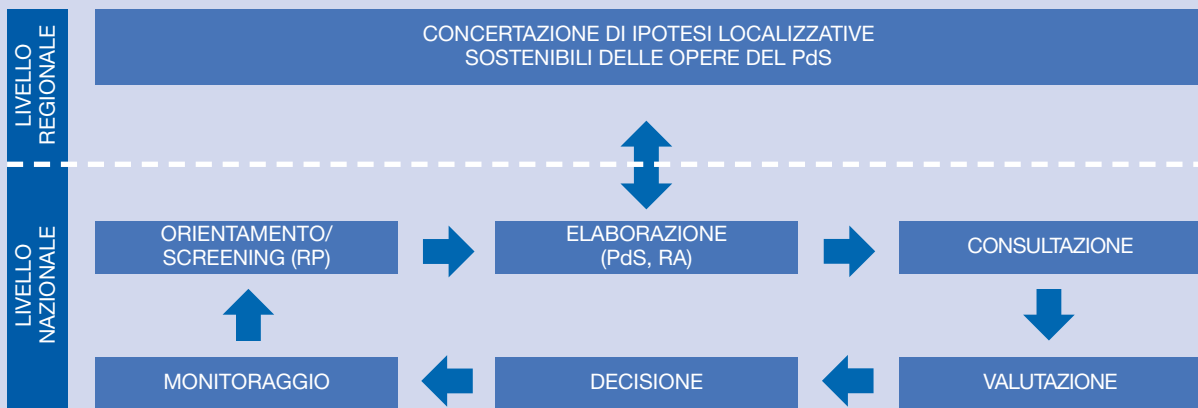 LIVELLO
REGIONALE
CONCERTAZIONE DI IPOTESI LOCALIZZATIVE
SOSTENIBILI DELLE OPERE DEL PdS
LIVELLO
NAZIONALE
ORIENTAMENTO/
SCREENING (RP)
ELABORAZIONE
(PdS, RA)
CONSULTAZIONE
MONITORAGGIO
DECISIONE
VALUTAZIONE